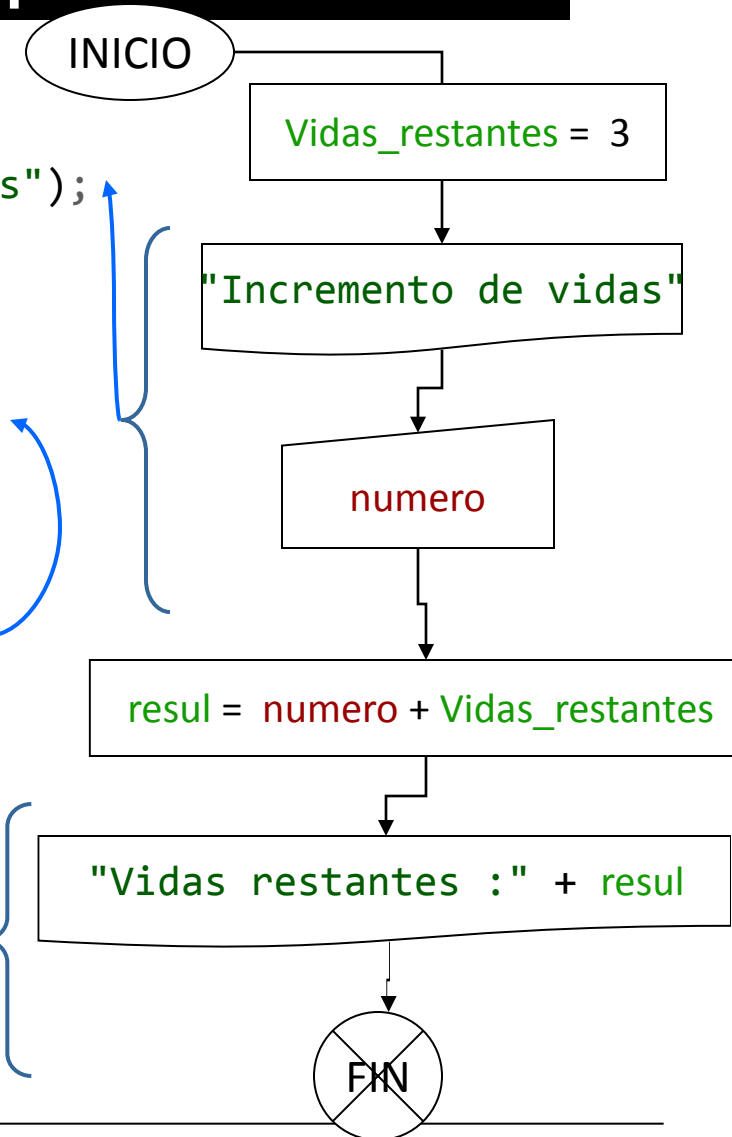 INICIO
Vidas_restantes = 3
s");
"Incremento de vidas"
numero
resul = numero + Vidas_restantes
"Vidas restantes :" + resul
FIN